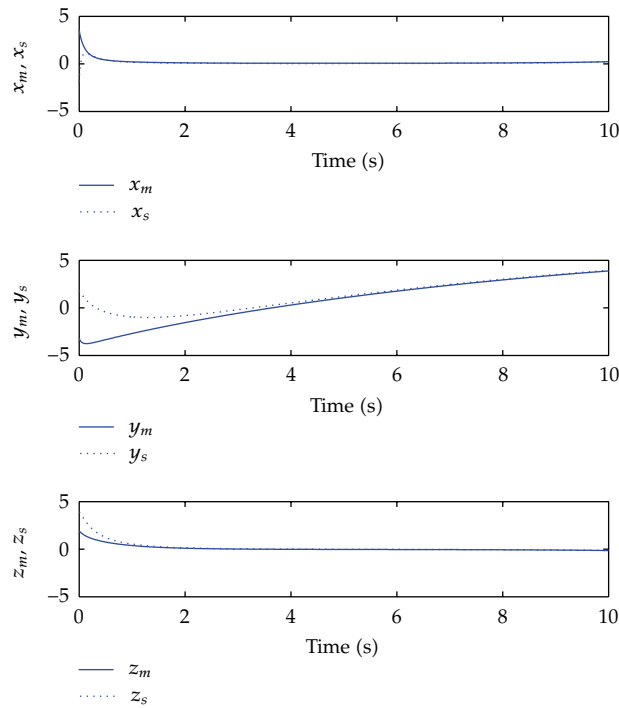 5
0
−5
x_m, x_s
0 2 4 6 8 10
Time (s)
x_m
x_s
5
0
−5
y_m, y_s
0 2 4 6 8 10
Time (s)
y_m
y_s
5
0
−5
z_m, z_s
0 2 4 6 8 10
Time (s)
z_m
z_s